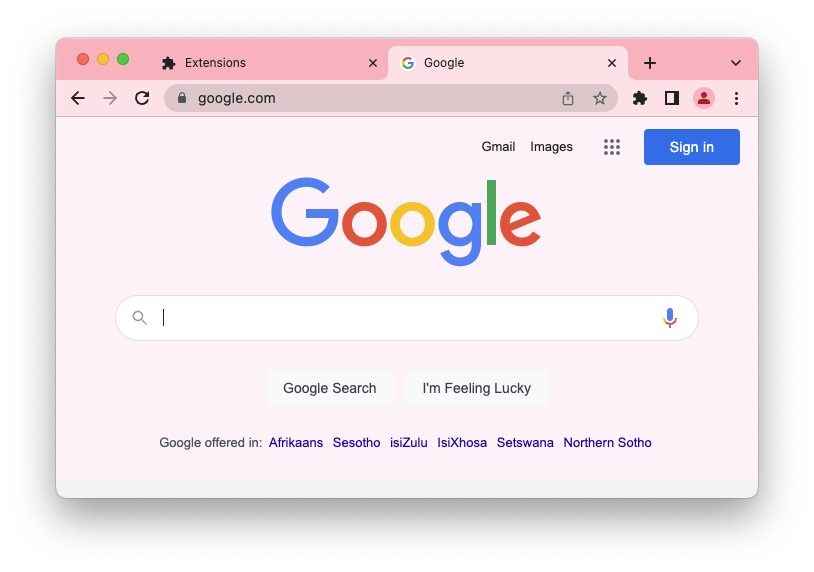 Extensions
Google
google.com
Gmail Images
Sign in
Google
Google Search
I'm Feeling Lucky
Google offered in: Afrikaans Sesotho isiZulu IsiXhosa Setswana Northern Sotho